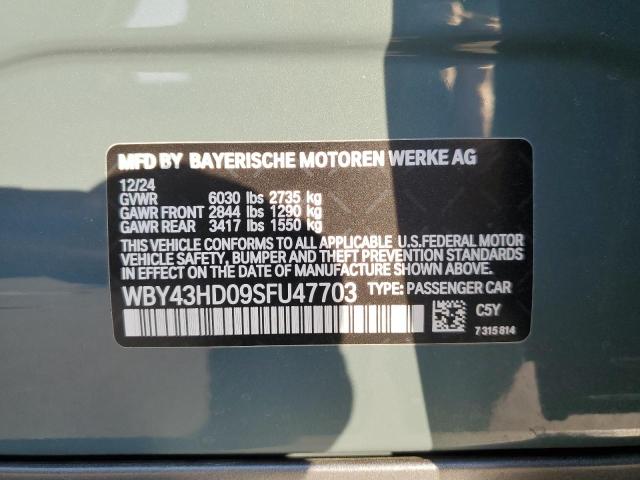 MFD BY BAYERISCHE MOTOREN WERKE AG
12/24
GVWR 6030 lbs 2735 kg
GAWR FRONT 2844 lbs 1290 kg
GAWR REAR 3417 lbs 1550 kg
THIS VEHICLE CONFORMS TO ALL APPLICABLE U.S.FEDERAL MOTOR
VEHICLE SAFETY, BUMPER, AND THEFT PREVENTION STANDARDS
IN EFFECT ON THE DATE OF MANUFACTURE SHOWN ABOVE.
WBY43HD09SFU47703 TYPE: PASSENGER CAR
C5Y
7315814